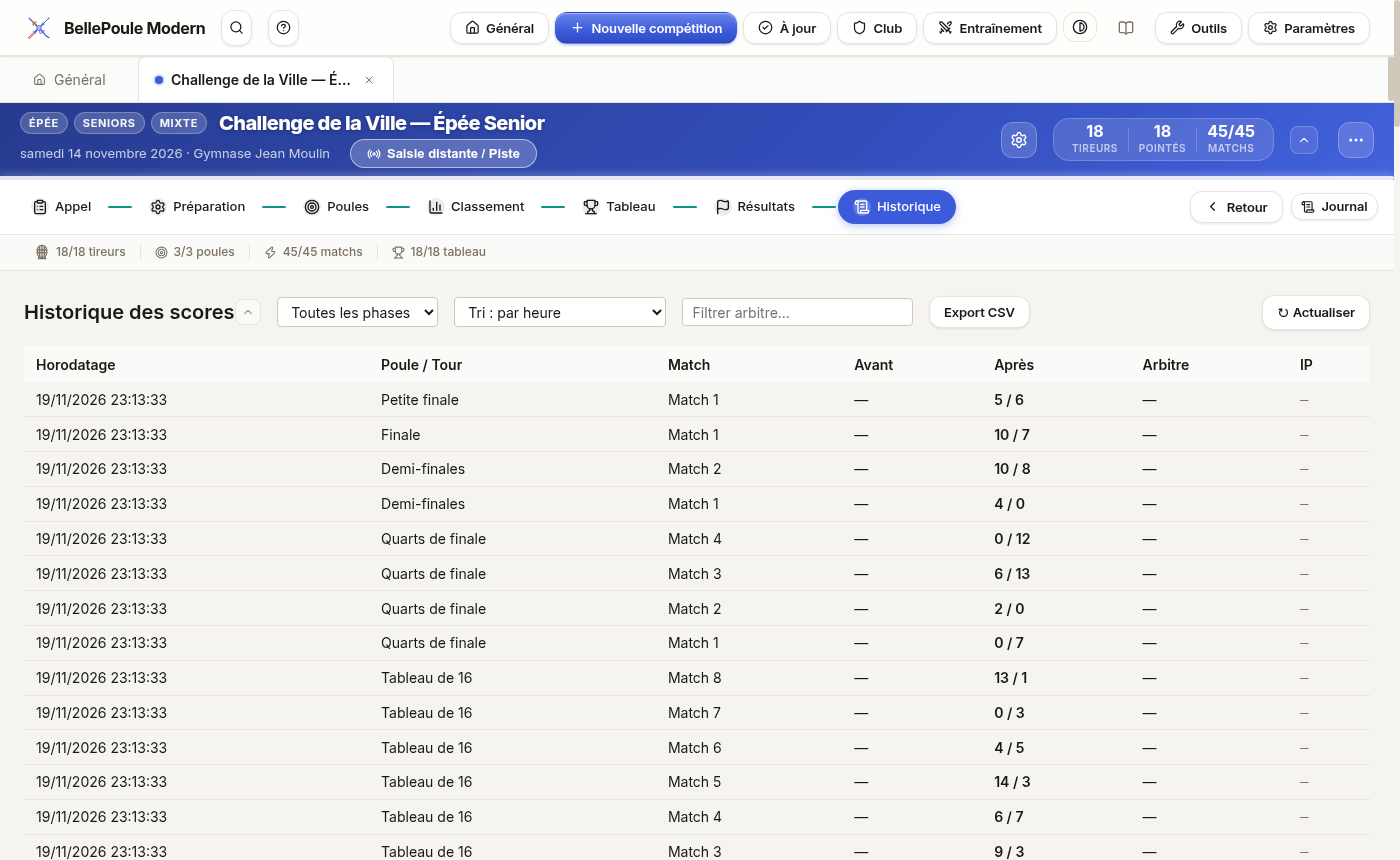 BellePoule Modern
Général
Nouvelle compétition
À jour
Club
Entraînement
Outils
Paramètres
Général
Challenge de la Ville — É...
ÉPÉE SENIORS MIXTE Challenge de la Ville — Épée Senior
samedi 14 novembre 2026 · Gymnase Jean Moulin
Saisie distante / Piste
18 TIREURS
18 POINTÉS
45/45 MATCHS
Appel
Préparation
Poules
Classement
Tableau
Résultats
Historique
Retour
Journal
18/18 tireurs
3/3 poules
45/45 matchs
18/18 tableau
Historique des scores
Toutes les phases
Tri : par heure
Filtrer arbitre...
Export CSV
↻ Actualiser
Horodatage Poule / Tour Match Avant Après Arbitre IP
19/11/2026 23:13:33 Petite finale Match 1 — 5 / 6 — —
19/11/2026 23:13:33 Finale Match 1 — 10 / 7 — —
19/11/2026 23:13:33 Demi-finales Match 2 — 10 / 8 — —
19/11/2026 23:13:33 Demi-finales Match 1 — 4 / 0 — —
19/11/2026 23:13:33 Quarts de finale Match 4 — 0 / 12 — —
19/11/2026 23:13:33 Quarts de finale Match 3 — 6 / 13 — —
19/11/2026 23:13:33 Quarts de finale Match 2 — 2 / 0 — —
19/11/2026 23:13:33 Quarts de finale Match 1 — 0 / 7 — —
19/11/2026 23:13:33 Tableau de 16 Match 8 — 13 / 1 — —
19/11/2026 23:13:33 Tableau de 16 Match 7 — 0 / 3 — —
19/11/2026 23:13:33 Tableau de 16 Match 6 — 4 / 5 — —
19/11/2026 23:13:33 Tableau de 16 Match 5 — 14 / 3 — —
19/11/2026 23:13:33 Tableau de 16 Match 4 — 6 / 7 — —
19/11/2026 23:13:33 Tableau de 16 Match 3 — 9 / 3 — —